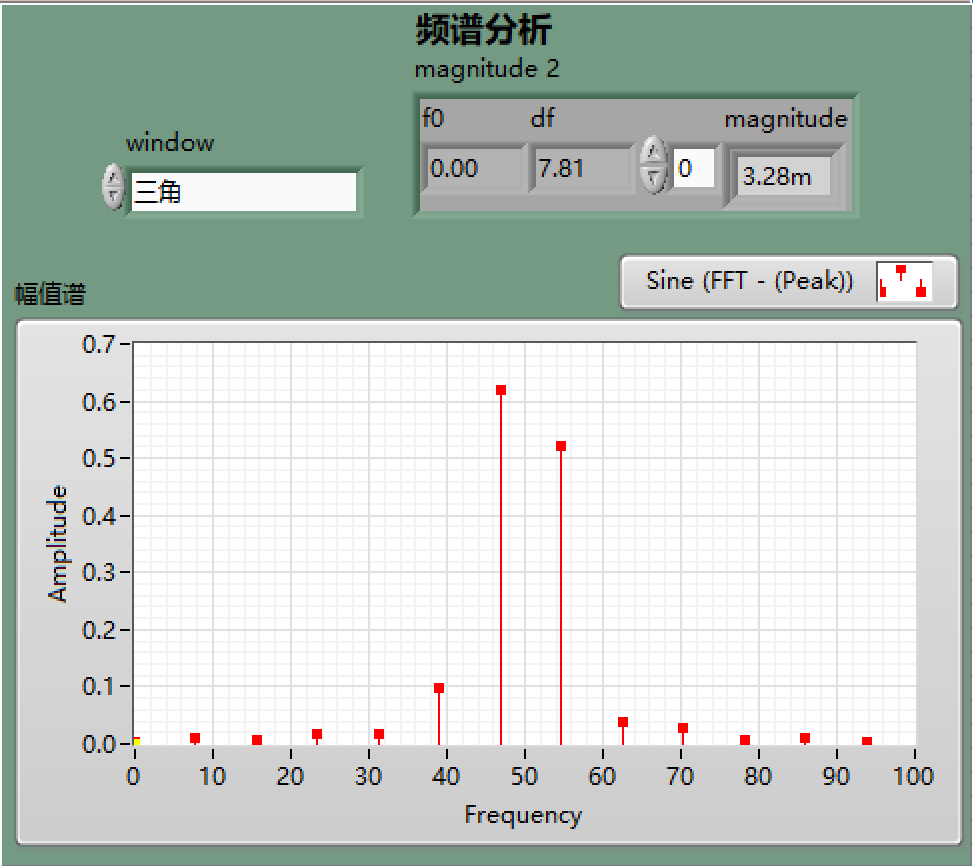 频谱分析
magnitude 2
f0 df magnitude
0.00 7.81 0 3.28m
window
三角
Sine (FFT - (Peak))
幅值谱
0.7
0.6
0.5
0.4
0.3
0.2
0.1
0.0
Amplitude
0 10 20 30 40 50 60 70 80 90 100
Frequency